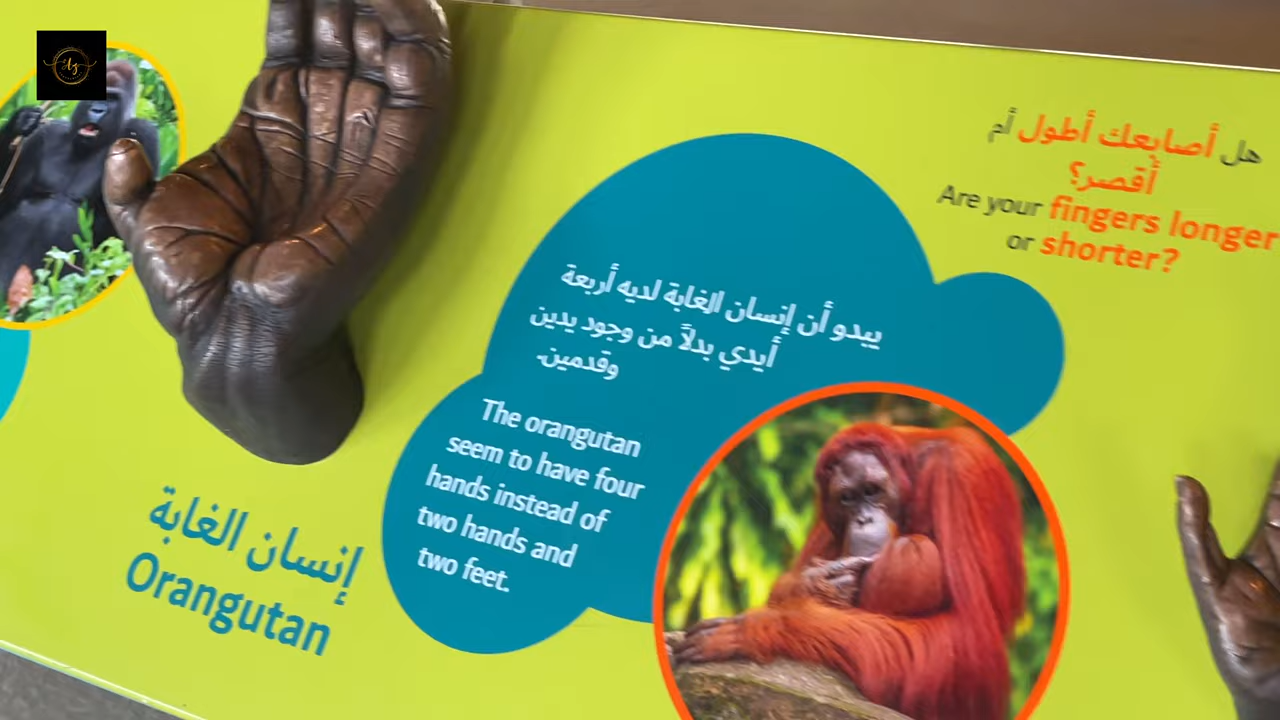 هل أصابعك أطول أم
أقصر؟
Are your fingers longer
or shorter?
يبدو أن إنسان الغابة لديه أربعة
أيدي بدلاً من وجود يدين
وقدمين.
The orangutan
seem to have four
hands instead of
two hands and
two feet.
إنسان الغابة
Orangutan